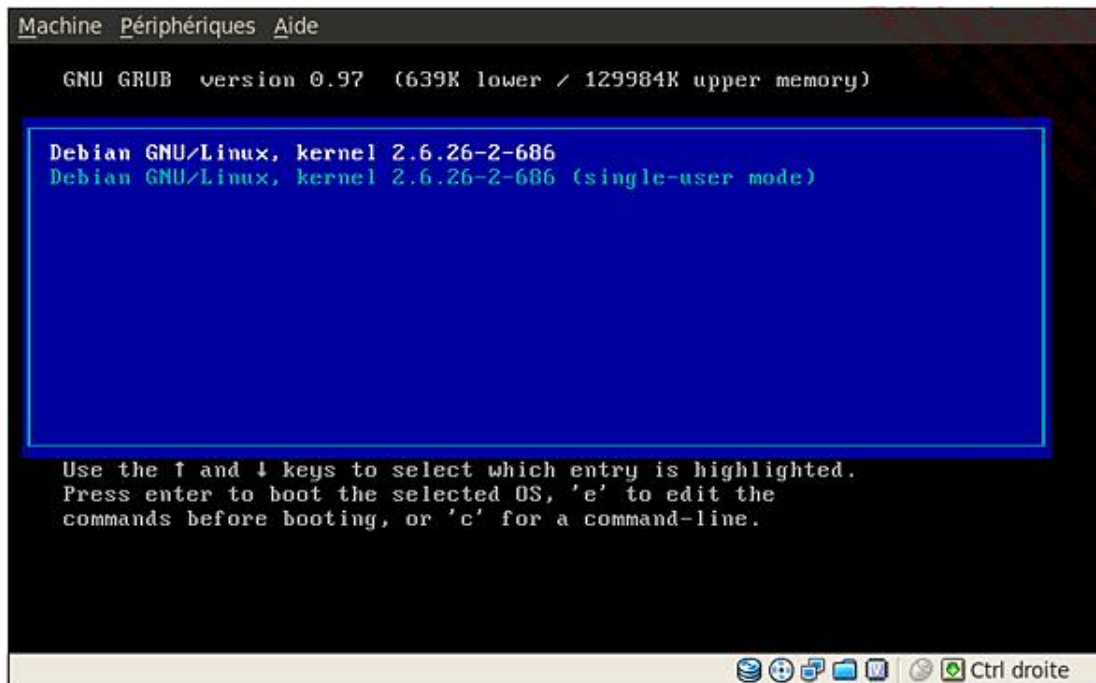 Machine Périphériques Aide
GNU GRUB version 0.97 (639K lower / 129984K upper memory)
Debian GNU/Linux, kernel 2.6.26-2-686
Debian GNU/Linux, kernel 2.6.26-2-686 (single-user mode)
Use the ↑ and ↓ keys to select which entry is highlighted.
Press enter to boot the selected OS, 'e' to edit the
commands before booting, or 'c' for a command-line.
Ctrl droite